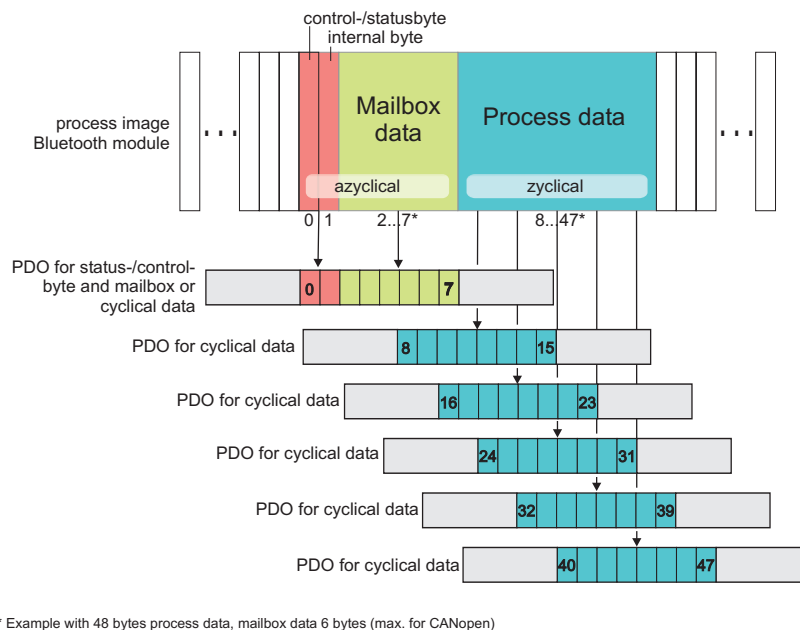 control-/statusbyte
internal byte
process image
Bluetooth module
...
Mailbox
data
Process data
...
azyclical
zyclical
0 1
2...7*
8...47*
PDO for status-/control-
byte and mailbox or
cyclical data
0
7
PDO for cyclical data
8
15
PDO for cyclical data
16
23
PDO for cyclical data
24
31
PDO for cyclical data
32
39
PDO for cyclical data
40
47
* Example with 48 bytes process data, mailbox data 6 bytes (max. for CANopen)